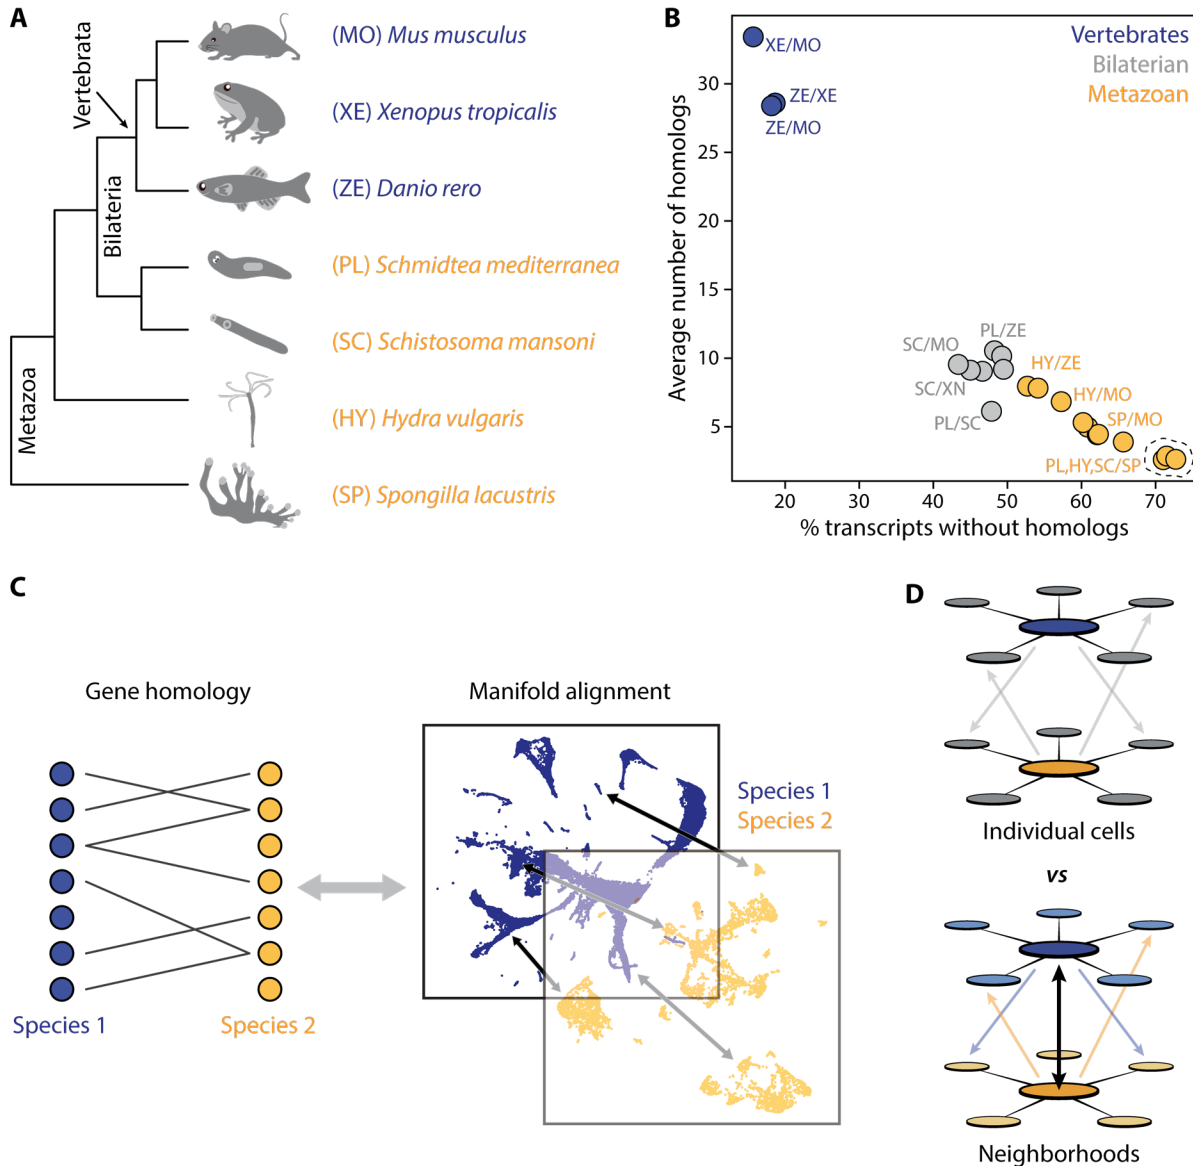 A
Vertebrata
Bilateria
Metazoa
(MO) Mus musculus
(XE) Xenopus tropicalis
(ZE) Danio rero
(PL) Schmidtea mediterranea
(SC) Schistosoma mansoni
(HY) Hydra vulgaris
(SP) Spongilla lacustris
B
Vertebrates
Bilaterian
Metazoan
Average number of homologs
30
25
20
15
10
5
XE/MO
ZE/XE
ZE/MO
PL/ZE
SC/MO
SC/XN
PL/SC
HY/ZE
HY/MO
SP/MO
PL,HY,SC/SP
20 30 40 50 60 70
% transcripts without homologs
C
Gene homology
Species 1
Species 2
Manifold alignment
Species 1
Species 2
D
Individual cells
vs
Neighborhoods